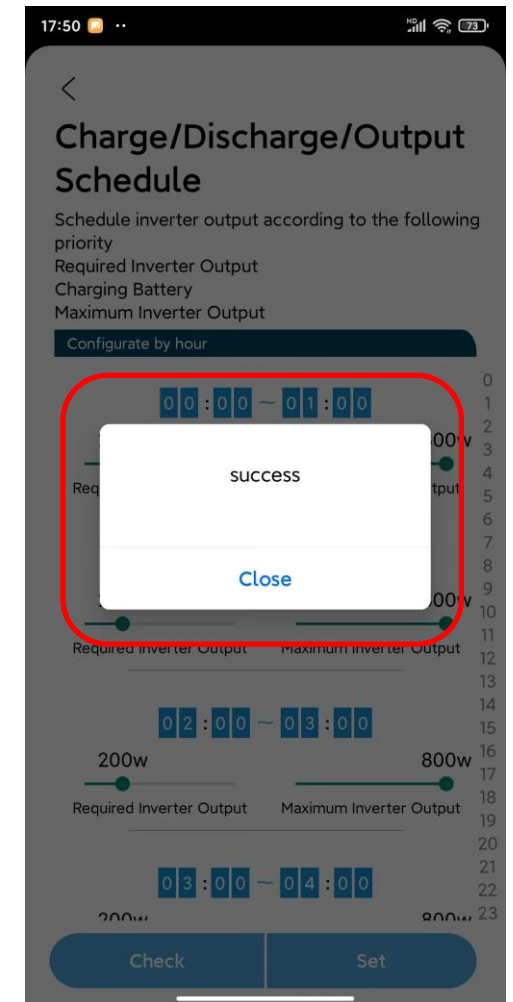 17:50 73
Charge/Discharge/Output
Schedule
Schedule inverter output according to the following
priority
Required Inverter Output
Charging Battery
Maximum Inverter Output
Configurate by hour
0
00:00 ~ 01:00
1
2
3
4
5
6
7
8
9
10
11
12
13
14
15
16
17
18
19
20
21
22
23
success
Close
Required Inverter Output Maximum Inverter Output
02:00 ~ 03:00
200w 800w
Required Inverter Output Maximum Inverter Output
03:00 ~ 04:00
200w 800w
Check Set